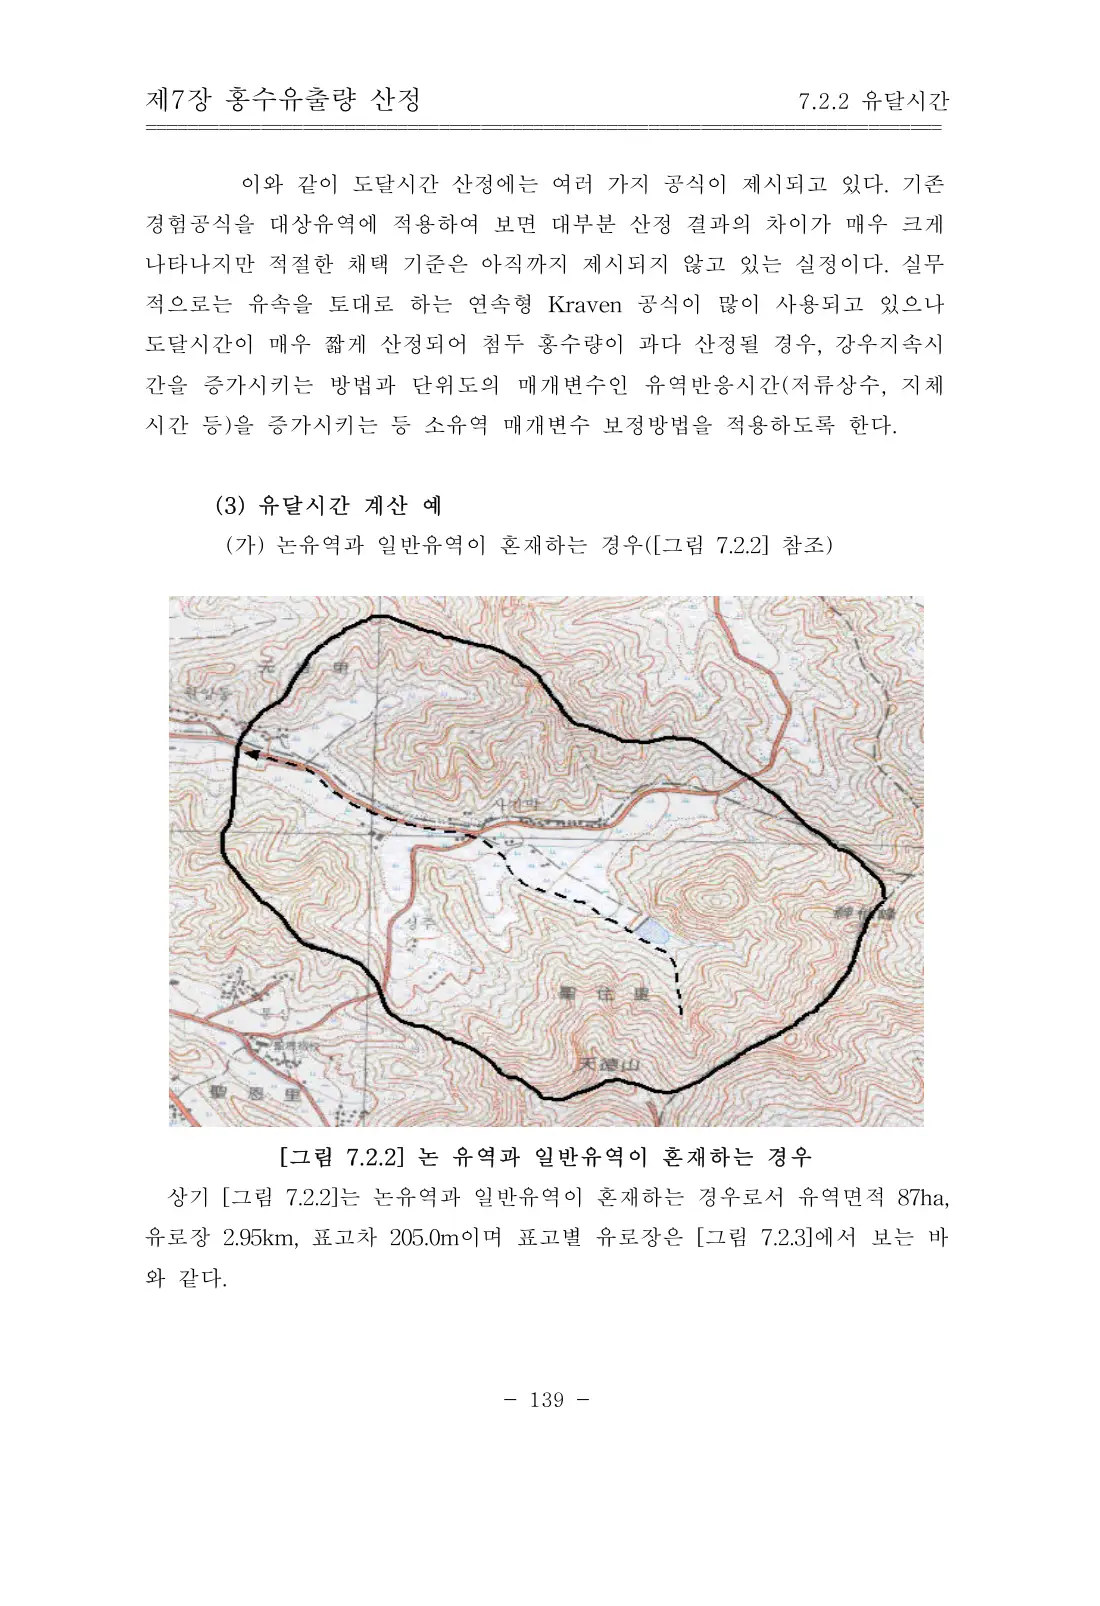 제7장 홍수유출량 산정 7.2.2 유달시간
이와 같이 도달시간 산정에는 여러 가지 공식이 제시되고 있다. 기존
경험공식을 대상유역에 적용하여 보면 대부분 산정 결과의 차이가 매우 크게
나타나지만 적절한 채택 기준은 아직까지 제시되지 않고 있는 실정이다. 실무
적으로는 유속을 토대로 하는 연속형 Kraven 공식이 많이 사용되고 있으나
도달시간이 매우 짧게 산정되어 첨두 홍수량이 과다 산정될 경우, 강우지속시
간을 증가시키는 방법과 단위도의 매개변수인 유역반응시간(저류상수, 지체
시간 등)을 증가시키는 등 소유역 매개변수 보정방법을 적용하도록 한다.
(3) 유달시간 계산 예
(가) 논유역과 일반유역이 혼재하는 경우([그림 7.2.2] 참조)
사기막
성주
聖住里
통심
天蓋山
聖恩里
[그림 7.2.2] 논 유역과 일반유역이 혼재하는 경우
상기 [그림 7.2.2]는 논유역과 일반유역이 혼재하는 경우로서 유역면적 87ha,
유로장 2.95km, 표고차 205.0m이며 표고별 유로장은 [그림 7.2.3]에서 보는 바
와 같다.
- 139 -